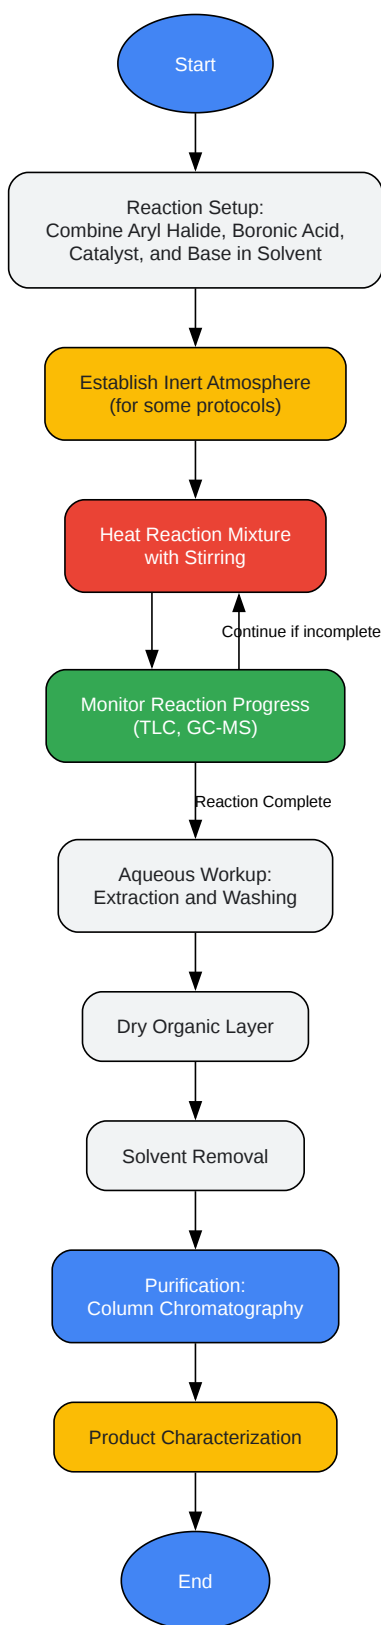 Start
Reaction Setup:
Combine Aryl Halide, Boronic Acid,
Catalyst, and Base in Solvent
Establish Inert Atmosphere
(for some protocols)
Heat Reaction Mixture
with Stirring
Continue if incomplete
Monitor Reaction Progress
(TLC, GC-MS)
Reaction Complete
Aqueous Workup:
Extraction and Washing
Dry Organic Layer
Solvent Removal
Purification:
Column Chromatography
Product Characterization
End